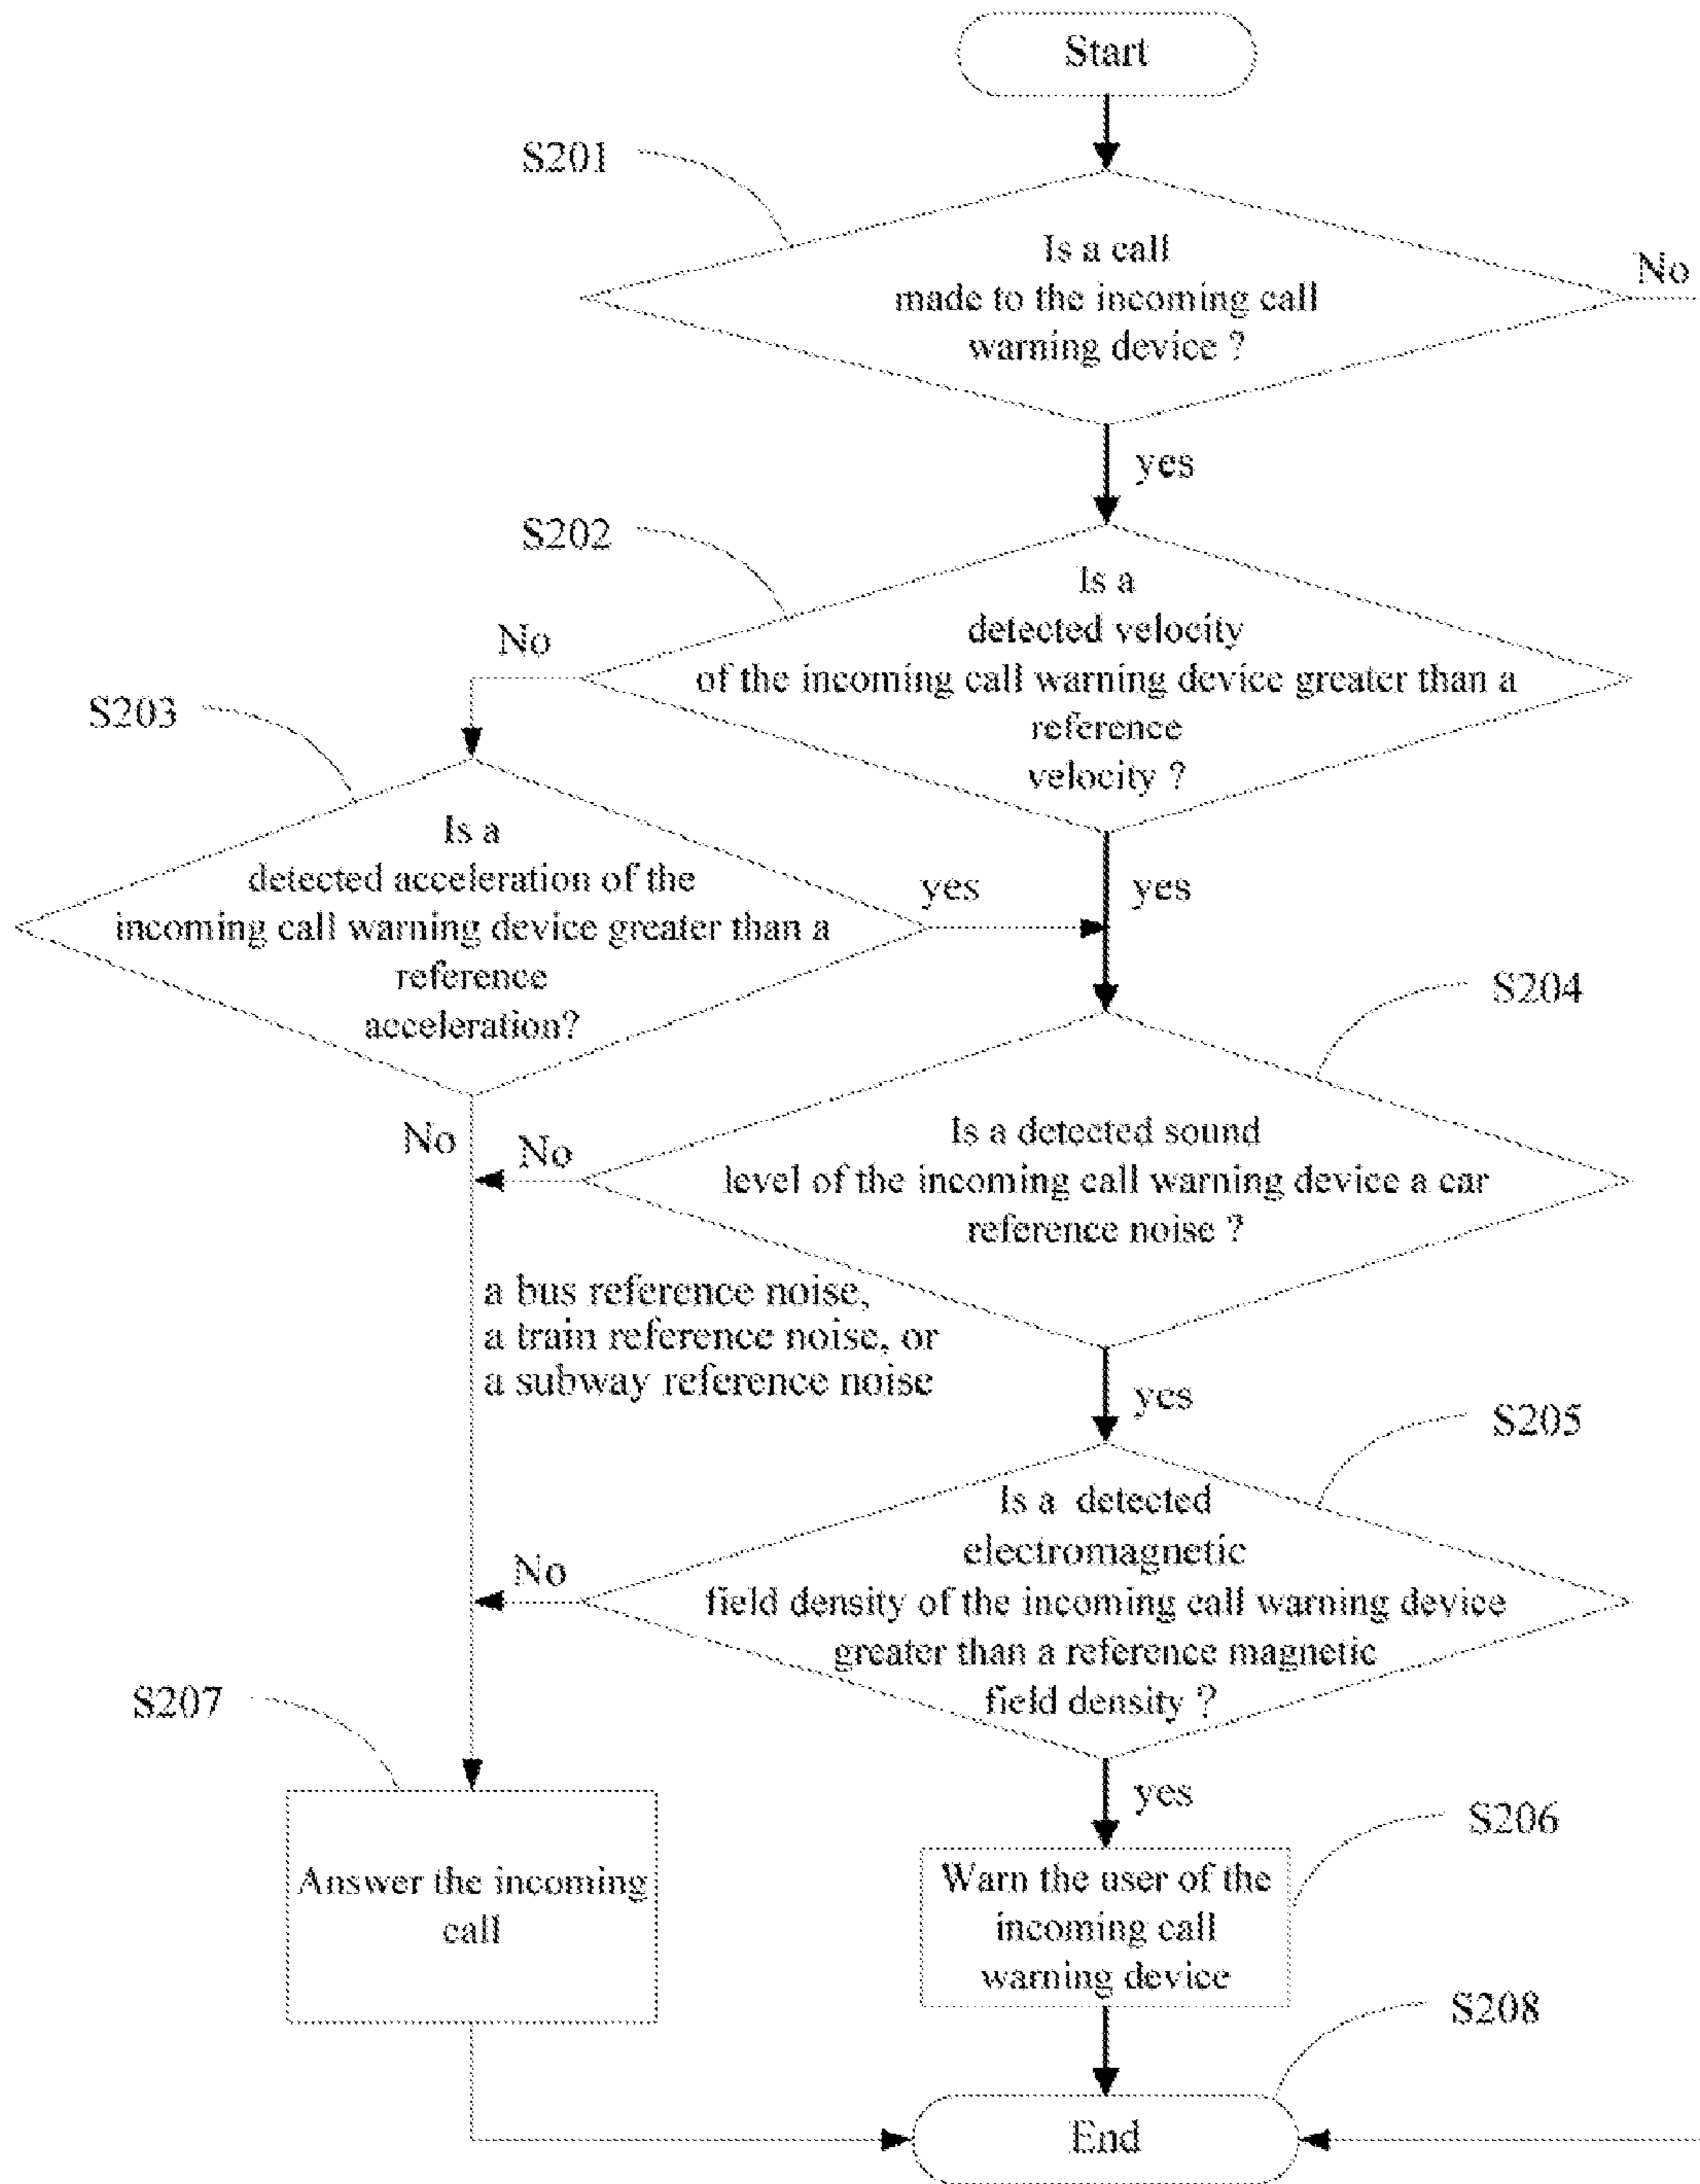 Start
S201
Is a call
made to the incoming call
warning device ?
No
yes
S202
Is a
detected velocity
of the incoming call warning device greater than a
reference
velocity ?
No
S203
Is a
detected acceleration of the
incoming call warning device greater than a
reference
acceleration?
yes
yes
S204
No
No
Is a detected sound
level of the incoming call warning device a car
reference noise ?
a bus reference noise,
a train reference noise, or
a subway reference noise
yes
S205
Is a detected
electromagnetic
field density of the incoming call warning device
greater than a reference magnetic
field density ?
No
S207
yes
S206
Answer the incoming
call
Warn the user of the
incoming call
warning device
S208
End